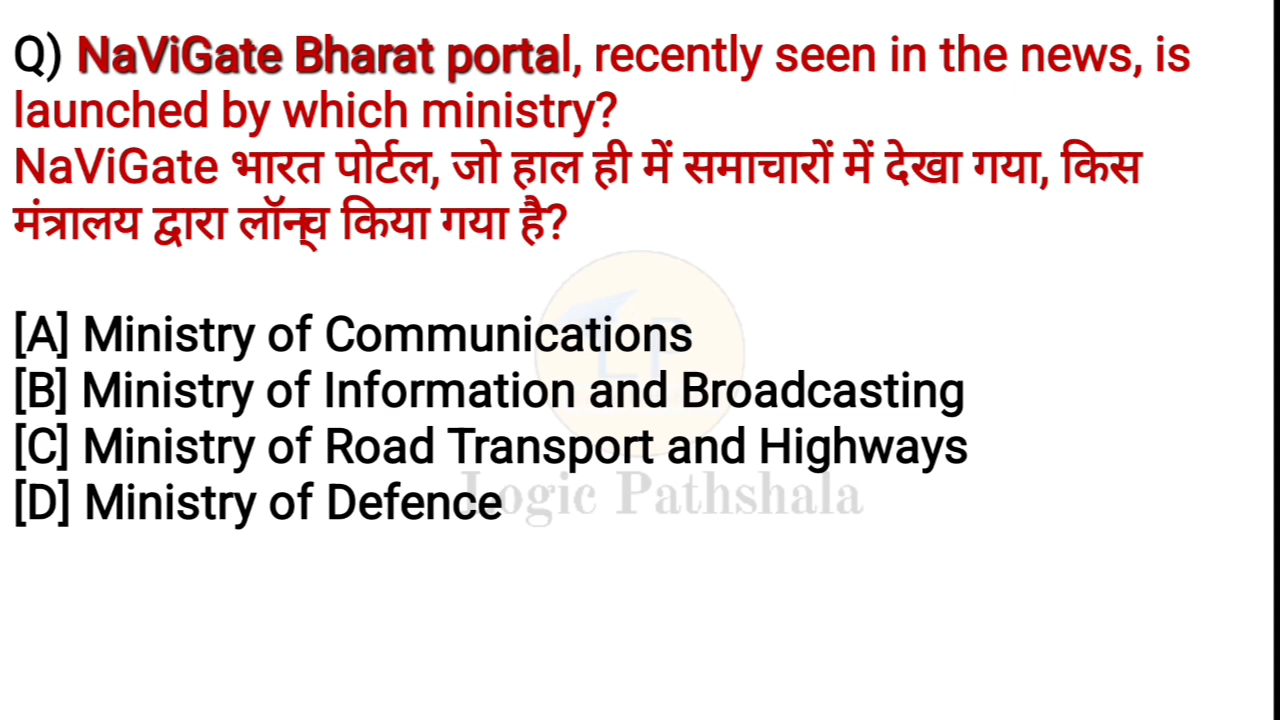 Q) NaViGate Bharat portal, recently seen in the news, is
launched by which ministry?
NaViGate भारत पोर्टल, जो हाल ही में समाचारों में देखा गया, किस
मंत्रालय द्वारा लॉन्च किया गया है?
[A] Ministry of Communications
[B] Ministry of Information and Broadcasting
[C] Ministry of Road Transport and Highways
[D] Ministry of Defence
LP
Logic Pathshala